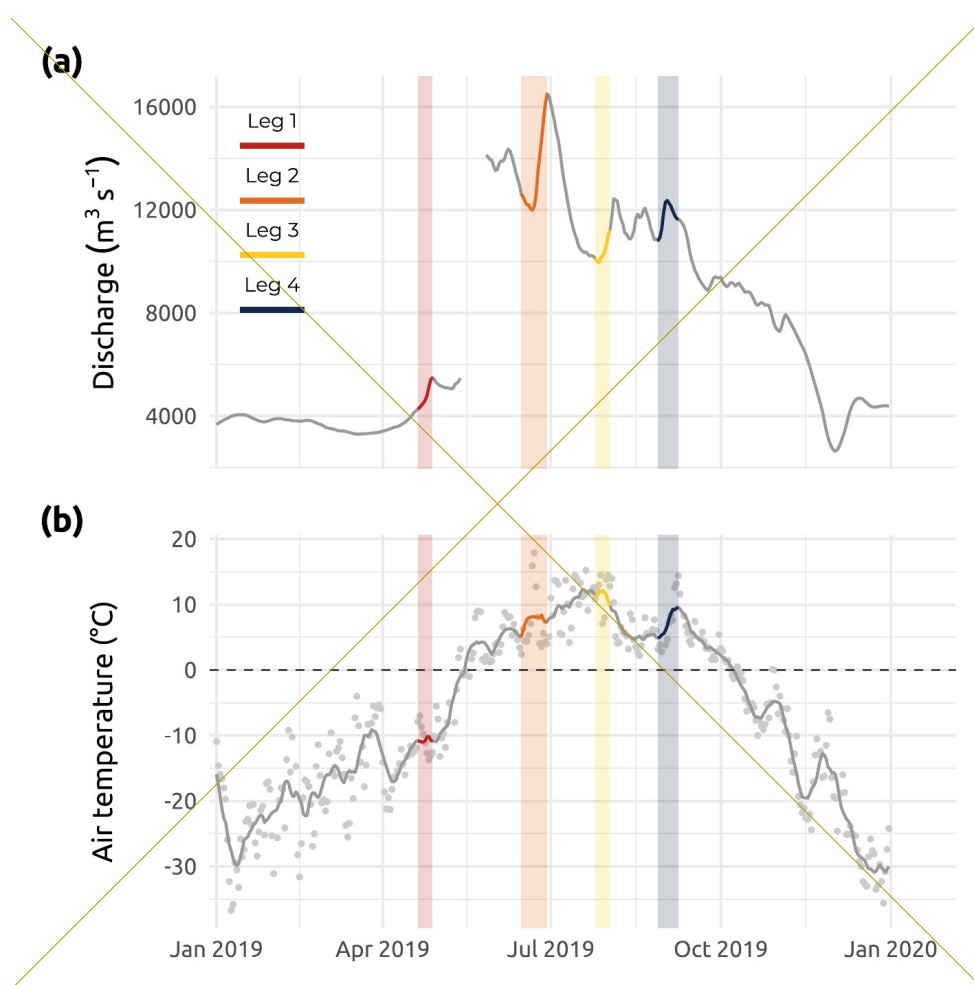 (a)
Discharge (m³ s⁻¹)
16000
12000
8000
4000
Leg 1
Leg 2
Leg 3
Leg 4
(b)
Air temperature (°C)
20
10
0
-10
-20
-30
Jan 2019 Apr 2019 Jul 2019 Oct 2019 Jan 2020